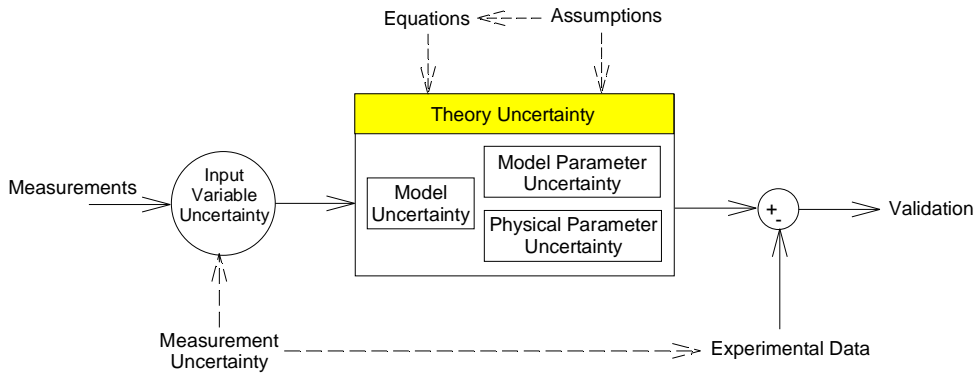 Equations
Assumptions
Theory Uncertainty
Measurements
Input
Variable
Uncertainty
Model
Uncertainty
Model Parameter
Uncertainty
Physical Parameter
Uncertainty
+
-
Validation
Measurement
Uncertainty
Experimental Data